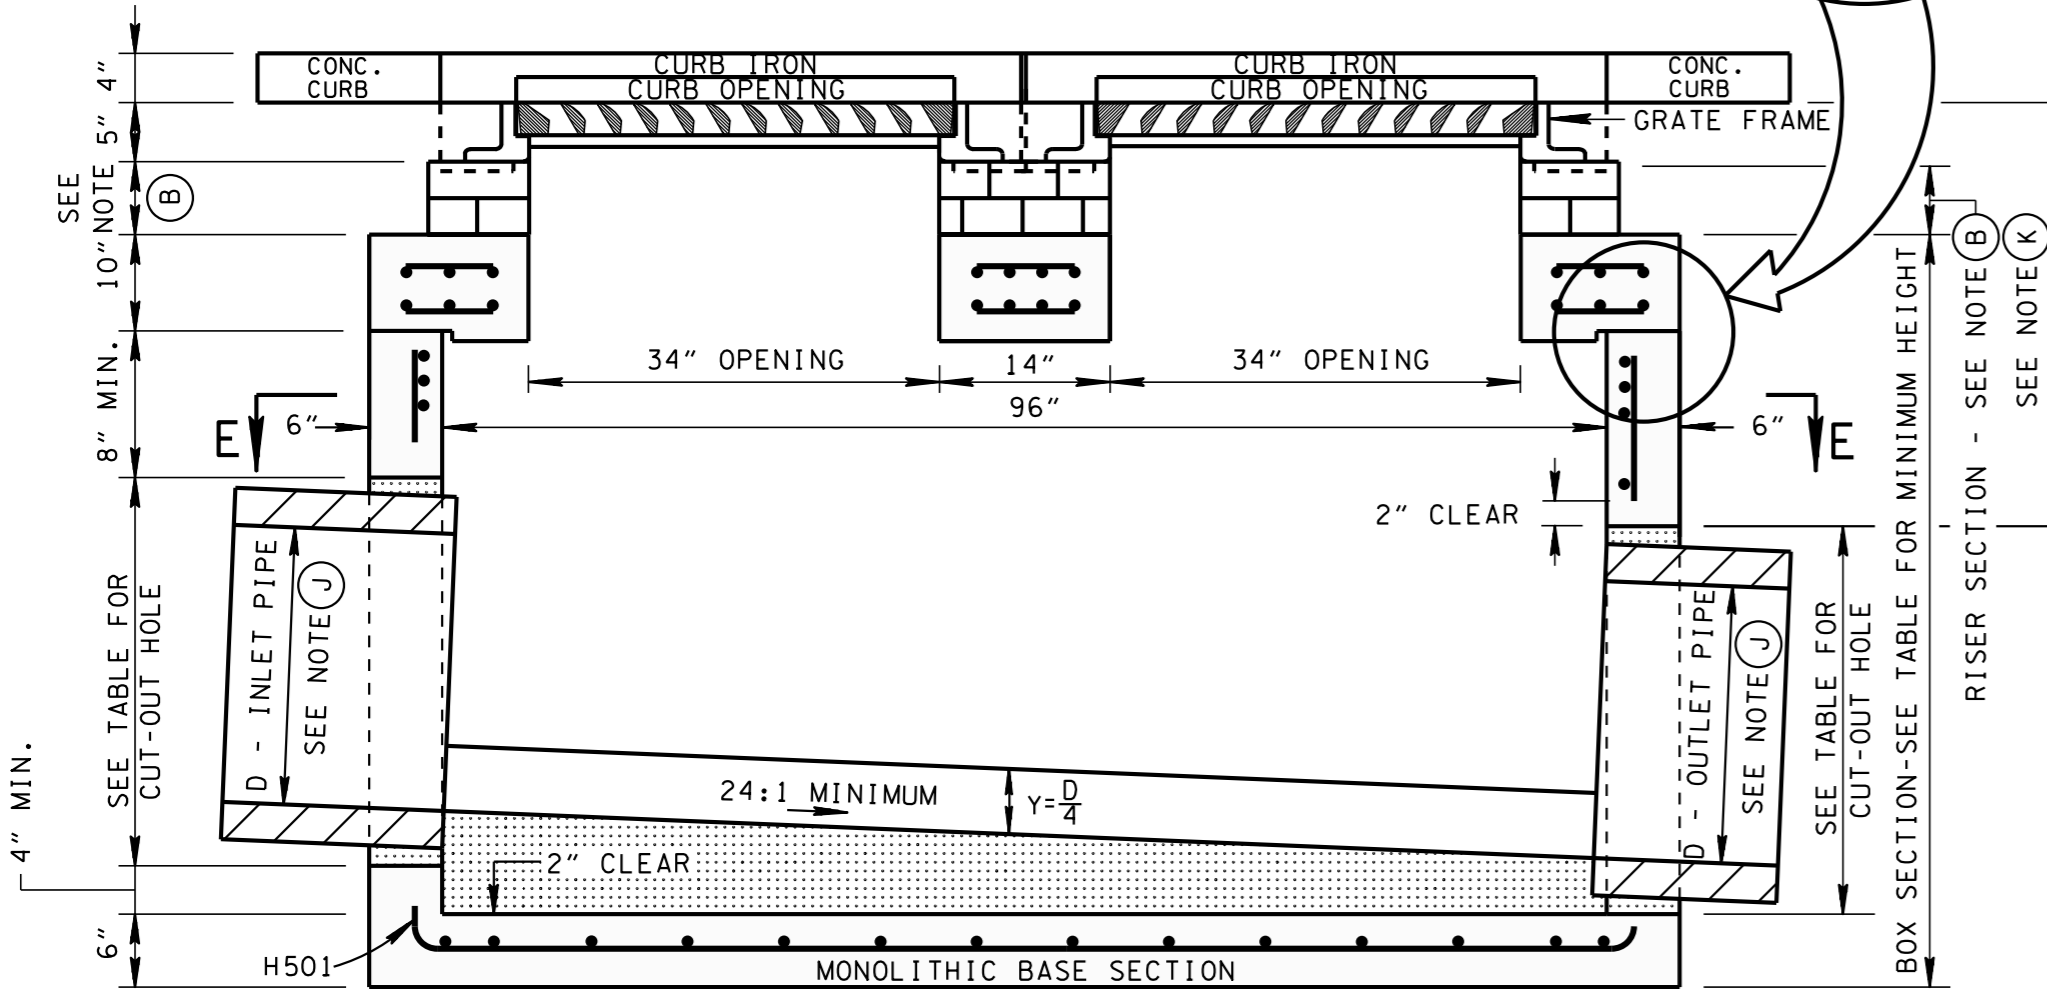 CONC.
CURB
CURB IRON
CURB OPENING
CURB IRON
CURB OPENING
CONC.
CURB
GRATE FRAME
4"
5"
SEE
NOTE B
10"
8" MIN.
SEE TABLE FOR
CUT-OUT HOLE
4" MIN.
6"
34" OPENING
14"
34" OPENING
96"
6"
6"
E
E
2" CLEAR
D - INLET PIPE
SEE NOTE J
24:1 MINIMUM
Y=D/4
2" CLEAR
H501
MONOLITHIC BASE SECTION
D - OUTLET PIPE
SEE NOTE J
SEE TABLE FOR
CUT-OUT HOLE
BOX SECTION-SEE TABLE FOR MINIMUM HEIGHT
RISER SECTION - SEE NOTE B
SEE NOTE K